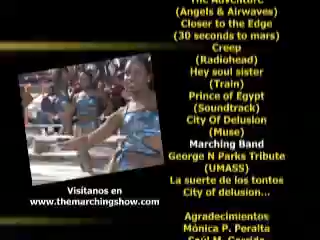 The Adventure
(Angels & Airwaves)
Closer to the Edge
(30 seconds to mars)
Creep
(Radiohead)
Hey soul sister
(Train)
Prince of Egypt
(Soundtrack)
City Of Delusion
(Muse)
Marching Band
George N Parks Tribute
(UMASS)
La suerte de los tontos
City of delusion...
Agradecimientos
Mónica P. Peralta
Saúl M. Garrido
Visitanos en
www.themarchingshow.com